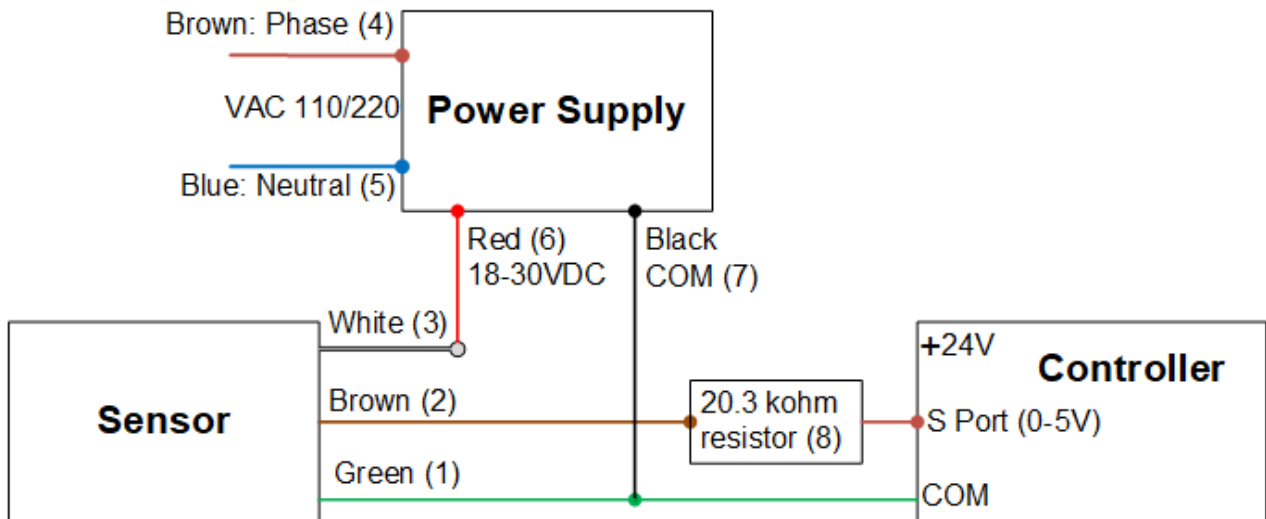 Brown: Phase (4)
VAC 110/220
Power Supply
Blue: Neutral (5)
Red (6)
18-30VDC
Black
COM (7)
White (3)
Sensor
Brown (2)
Green (1)
20.3 kohm
resistor (8)
+24V
Controller
S Port (0-5V)
COM